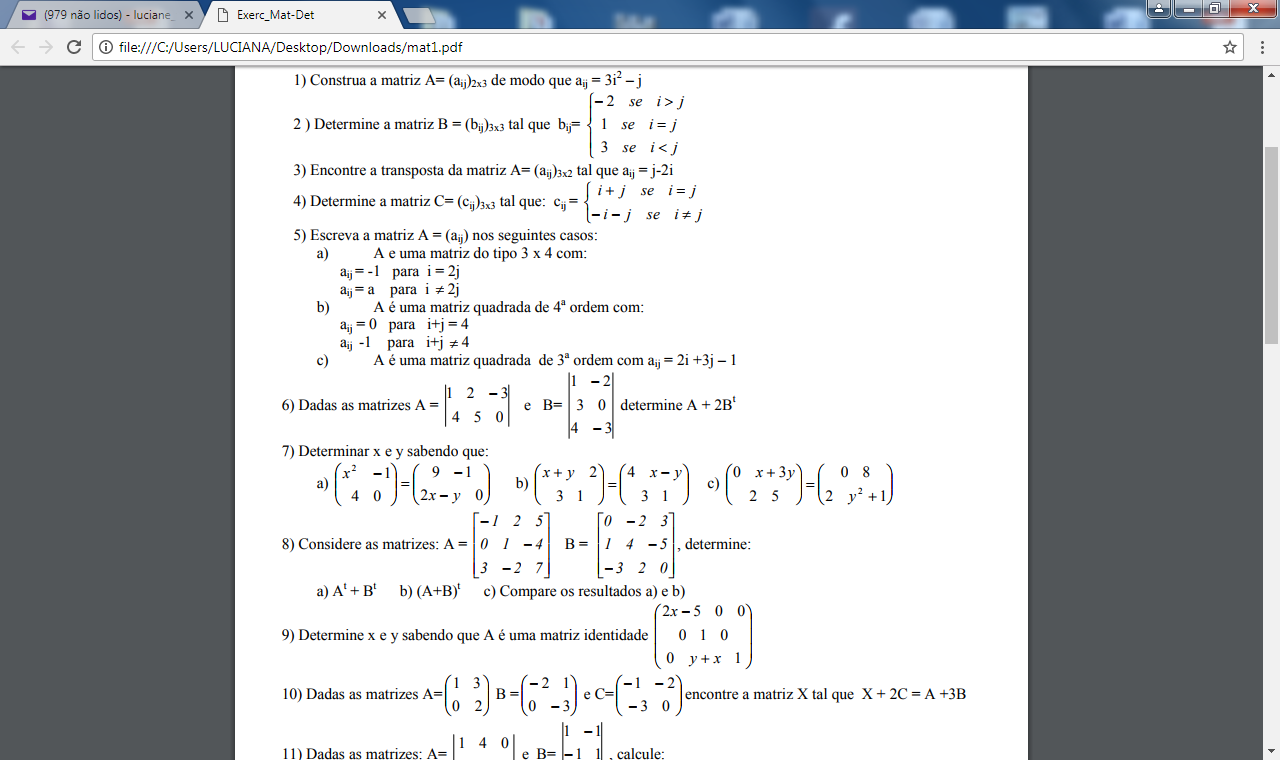 (979 não lidos) - luciane_
Exerc_Mat-Det
file:///C:/Users/LUCIANA/Desktop/Downloads/mat1.pdf
1) Construa a matriz A= (aij)2x3 de modo que aij = 3i² – j
2 ) Determine a matriz B = (bij)3x3 tal que bij= { −2 se i > j
1 se i = j
3 se i < j
3) Encontre a transposta da matriz A= (aij)3x2 tal que aij = j-2i
4) Determine a matriz C= (cij)3x3 tal que: cij = { i + j se i = j
− i − j se i ≠ j
5) Escreva a matriz A = (aij) nos seguintes casos:
a) A e uma matriz do tipo 3 x 4 com:
aij = -1 para i = 2j
aij = a para i ≠ 2j
b) A é uma matriz quadrada de 4ª ordem com:
aij = 0 para i+j = 4
aij -1 para i+j ≠ 4
c) A é uma matriz quadrada de 3ª ordem com aij = 2i +3j – 1
6) Dadas as matrizes A = |1 2 −3; 4 5 0| e B= |1 −2; 3 0; 4 −3| determine A + 2Bᵗ
7) Determinar x e y sabendo que:
a) (x² −1; 4 0) = (9 −1; 2x − y 0) b) (x + y 2; 3 1) = (4 x − y; 3 1) c) (0 x + 3y; 2 5) = (0 8; 2 y² + 1)
8) Considere as matrizes: A = [−1 2 5; 0 1 −4; 3 −2 7] B = [0 −2 3; 1 4 −5; −3 2 0], determine:
a) Aᵗ + Bᵗ b) (A+B)ᵗ c) Compare os resultados a) e b)
9) Determine x e y sabendo que A é uma matriz identidade (2x − 5 0 0; 0 1 0; 0 y + x 1)
10) Dadas as matrizes A= (1 3; 0 2) B = (−2 1; 0 −3) e C= (−1 −2; −3 0) encontre a matriz X tal que X + 2C = A +3B
11) Dadas as matrizes: A= |1 4 0| e B= |1 −1; −1 1| , calcule: